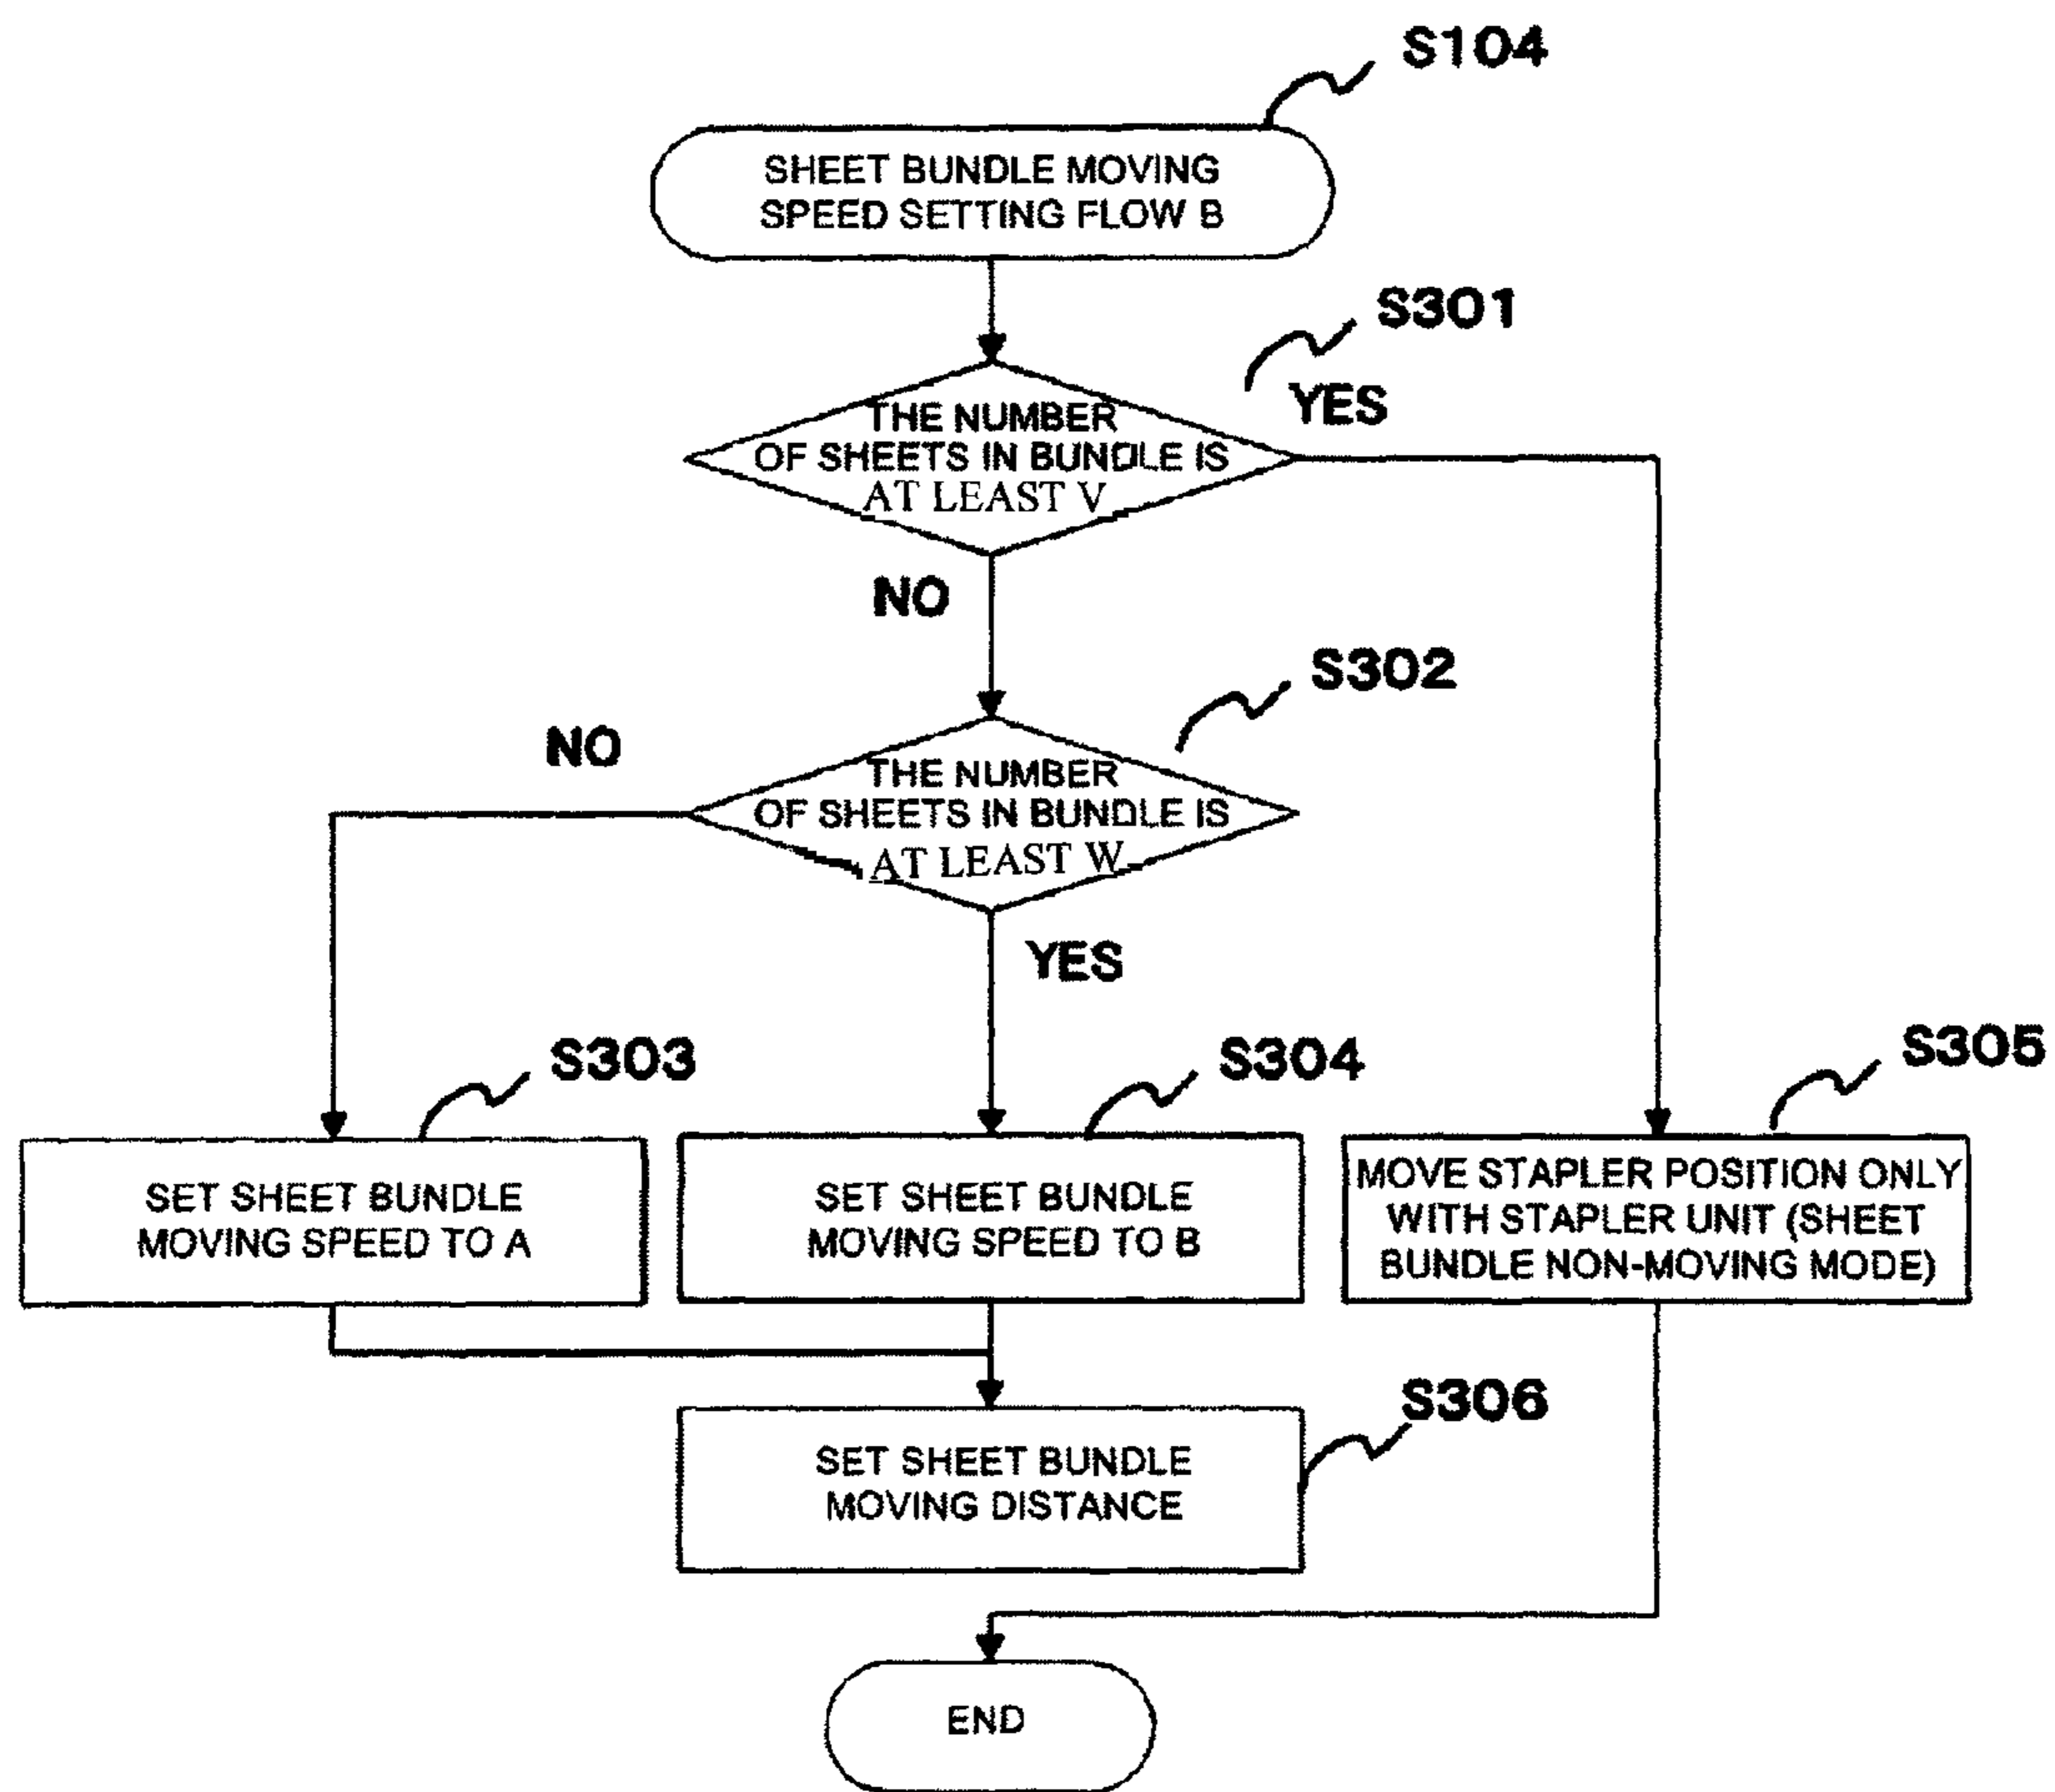 S104
SHEET BUNDLE MOVING
SPEED SETTING FLOW B
S301
YES
THE NUMBER
OF SHEETS IN BUNDLE IS
AT LEAST V
NO
S302
NO
THE NUMBER
OF SHEETS IN BUNDLE IS
AT LEAST W
YES
S303
S304
S305
SET SHEET BUNDLE
MOVING SPEED TO A
SET SHEET BUNDLE
MOVING SPEED TO B
MOVE STAPLER POSITION ONLY
WITH STAPLER UNIT (SHEET
BUNDLE NON-MOVING MODE)
S306
SET SHEET BUNDLE
MOVING DISTANCE
END